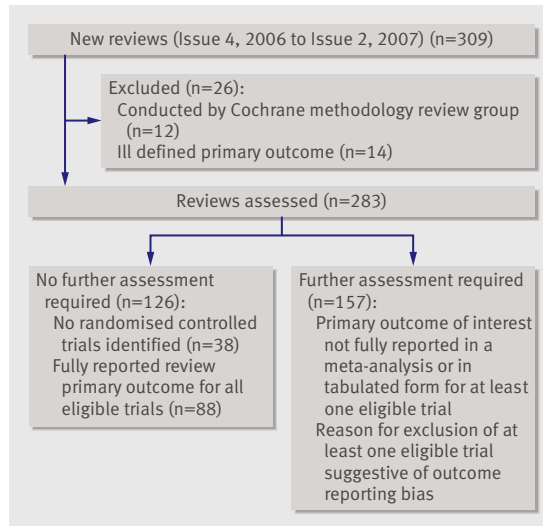 New reviews (Issue 4, 2006 to Issue 2, 2007) (n=309)
Excluded (n=26):
Conducted by Cochrane methodology review group
(n=12)
Ill defined primary outcome (n=14)
Reviews assessed (n=283)
No further assessment
required (n=126):
No randomised controlled
trials identified (n=38)
Fully reported review
primary outcome for all
eligible trials (n=88)
Further assessment required
(n=157):
Primary outcome of interest
not fully reported in a
meta-analysis or in
tabulated form for at least
one eligible trial
Reason for exclusion of at
least one eligible trial
suggestive of outcome
reporting bias